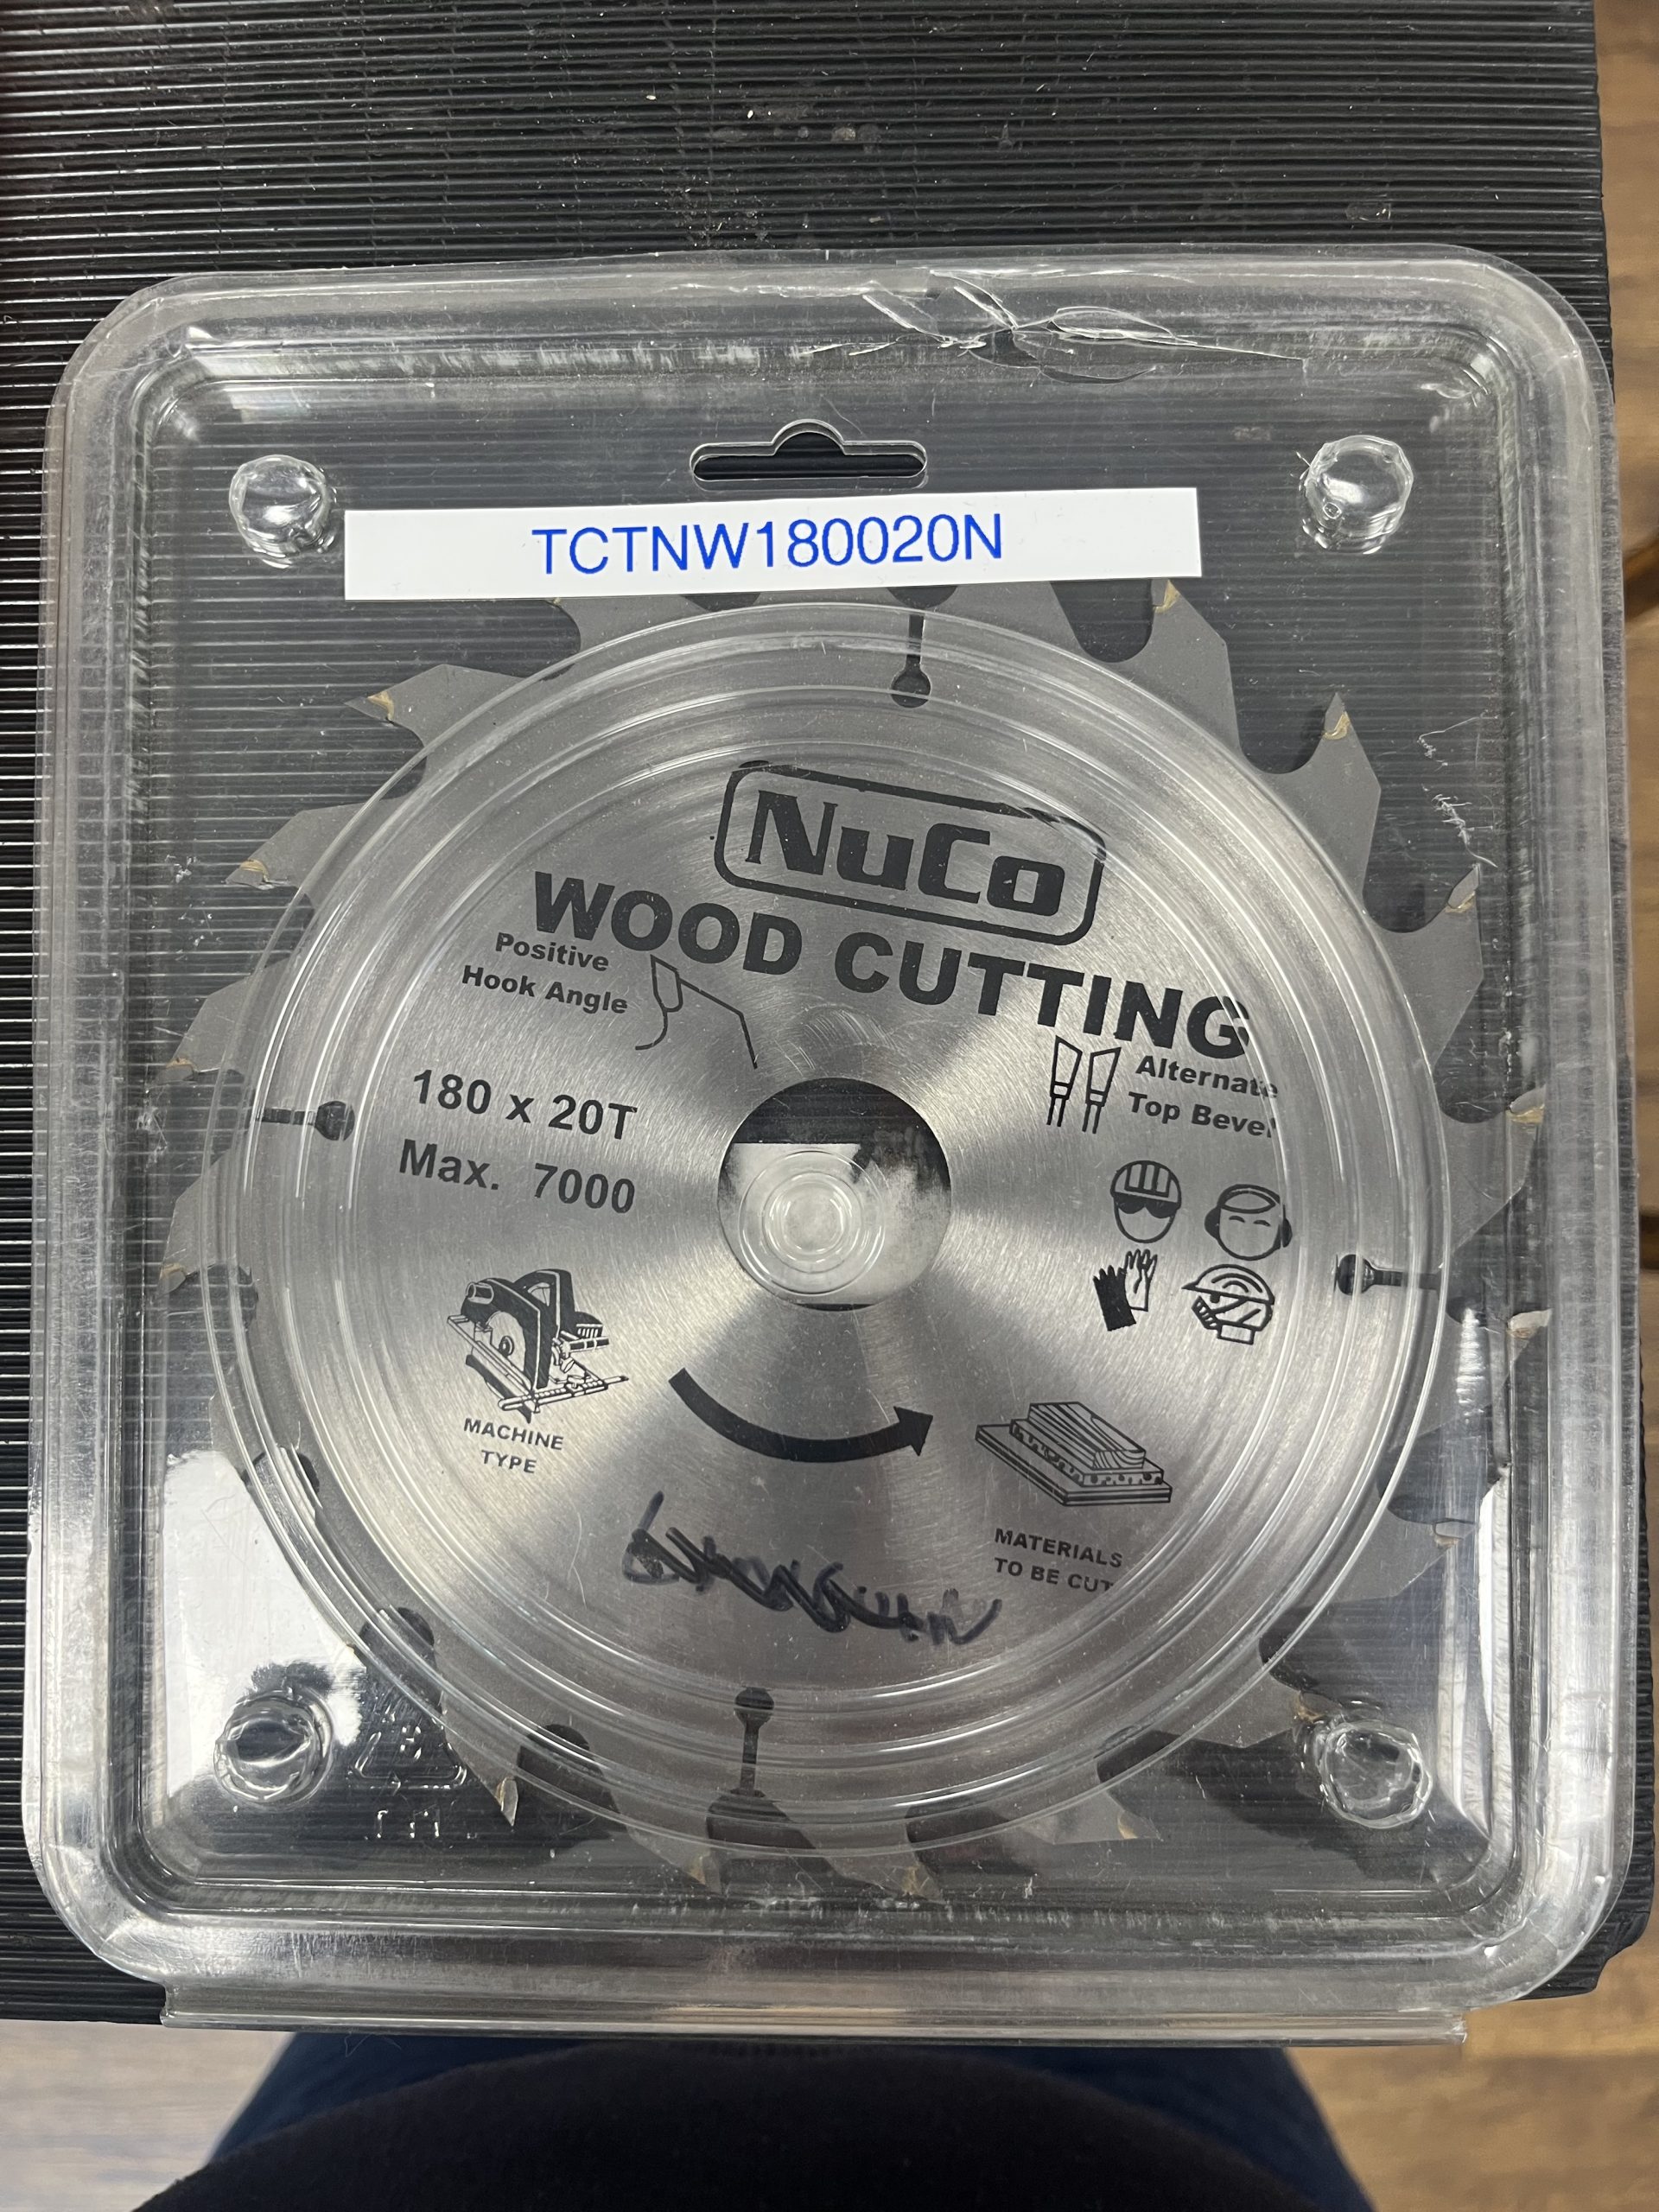 TCTNW180020N
NuCo
WOOD CUTTING
Positive
Hook Angle
Alternate
Top Bevel
180 x 20T
Max. 7000
MACHINE
TYPE
MATERIALS
TO BE CUT